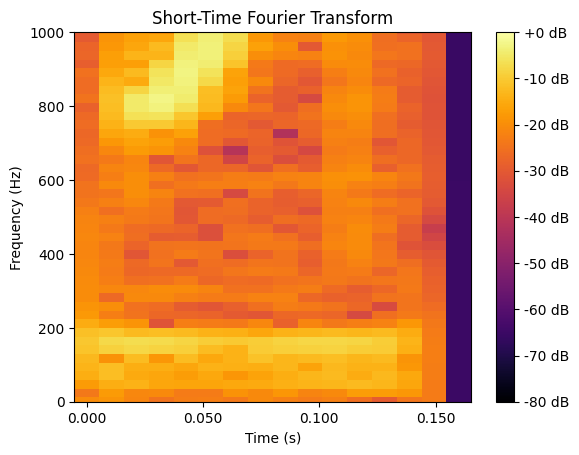 Short-Time Fourier Transform
1000
800
600
400
200
0
Frequency (Hz)
0.000
0.050
0.100
0.150
Time (s)
+0 dB
-10 dB
-20 dB
-30 dB
-40 dB
-50 dB
-60 dB
-70 dB
-80 dB